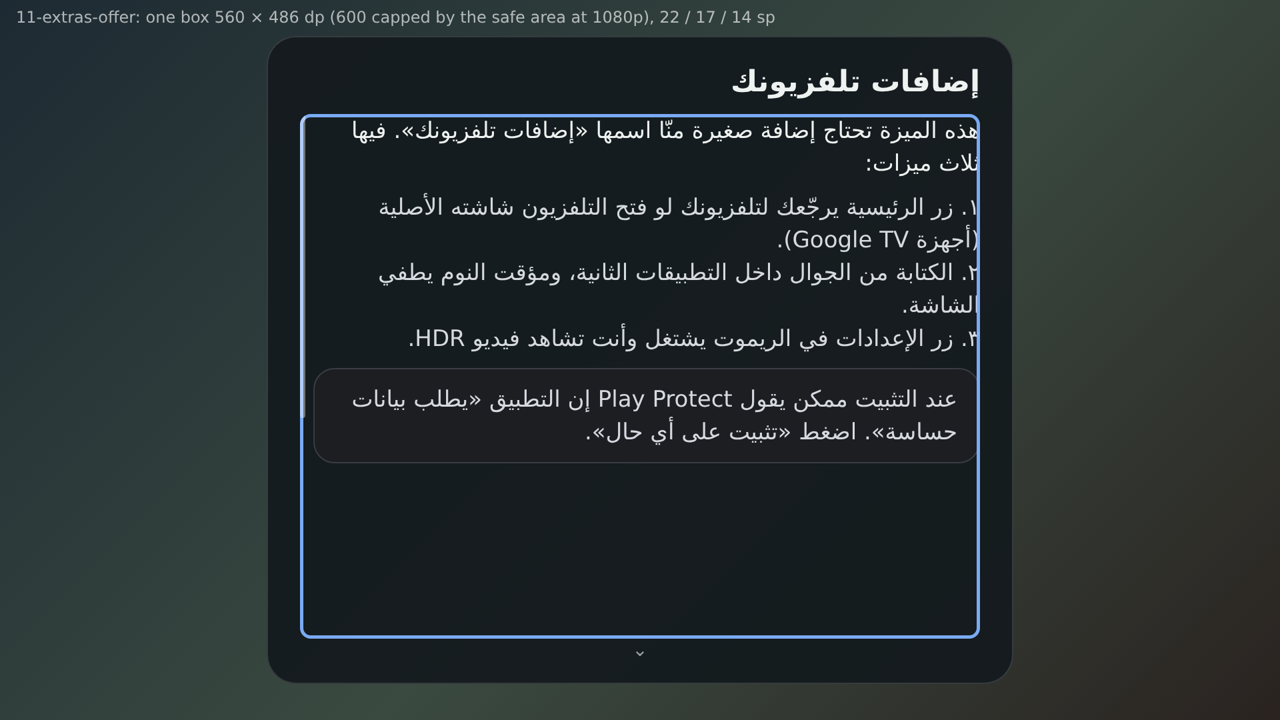 11-extras-offer: one box 560 × 486 dp (600 capped by the safe area at 1080p), 22 / 17 / 14 sp
إضافات تلفزيونك
هذه الميزة تحتاج إضافة صغيرة منّا اسمها «إضافات تلفزيونك». فيها
ثلاث ميزات:
١. زر الرئيسية يرجّعك لتلفزيونك لو فتح التلفزيون شاشته الأصلية
(أجهزة Google TV).
٢. الكتابة من الجوال داخل التطبيقات الثانية، ومؤقت النوم يطفي
الشاشة.
٣. زر الإعدادات في الريموت يشتغل وأنت تشاهد فيديو HDR.
عند التثبيت ممكن يقول Play Protect إن التطبيق «يطلب بيانات
حساسة». اضغط «تثبيت على أي حال».